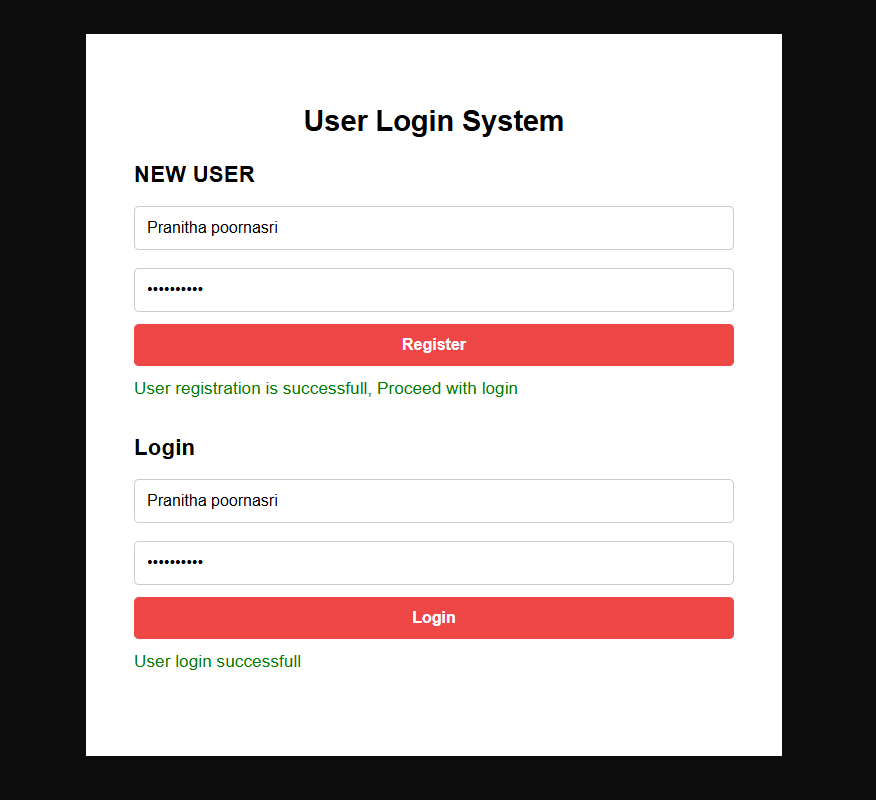 User Login System
NEW USER
Pranitha poornasri
••••••••••
Register
User registration is successfull, Proceed with login
Login
Pranitha poornasri
••••••••••
Login
User login successfull